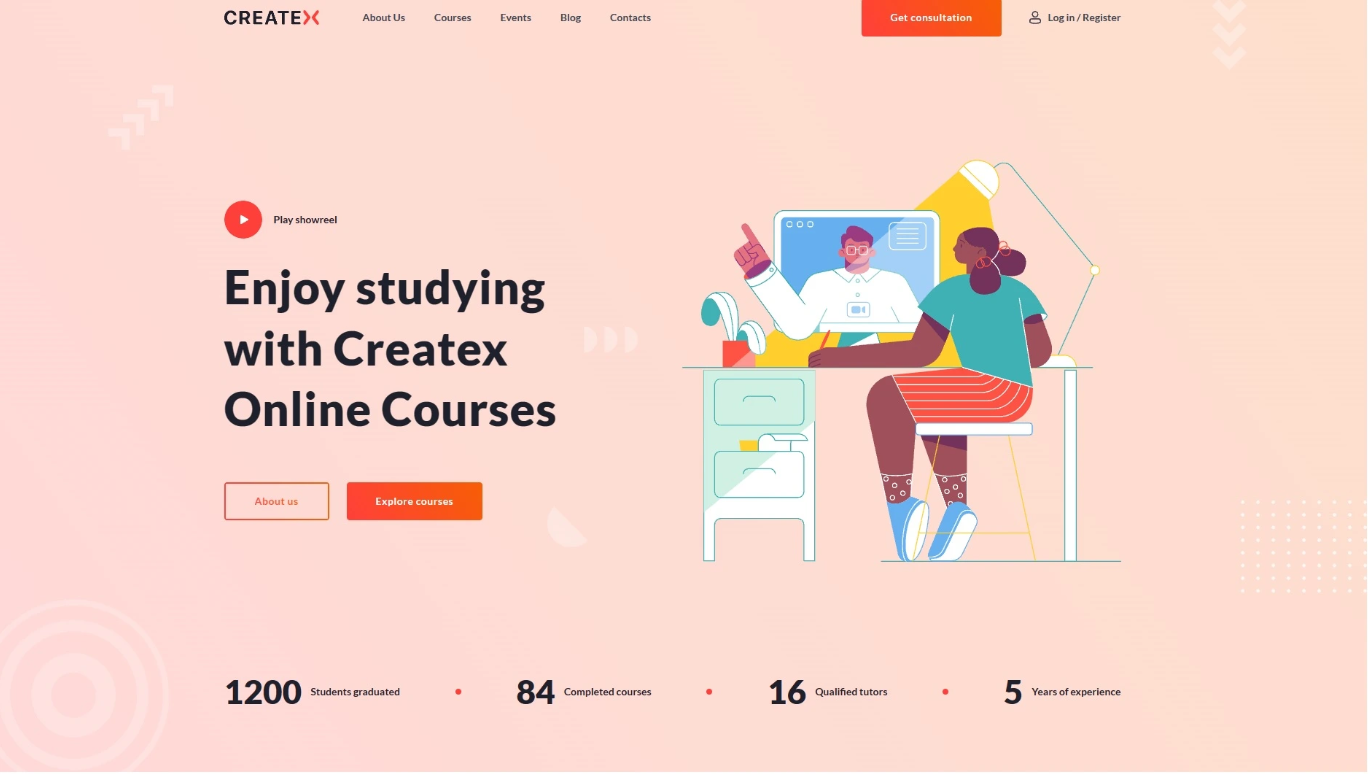 CREATEX
About Us
Courses
Events
Blog
Contacts
Get consultation
Log in / Register
Play showreel
Enjoy studying
with Createx
Online Courses
About us
Explore courses
1200 Students graduated
84 Completed courses
16 Qualified tutors
5 Years of experience